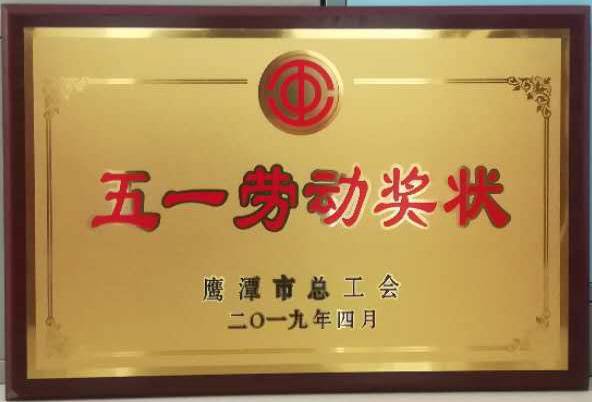 五一劳动奖状
鹰潭市总工会
二〇一九年四月